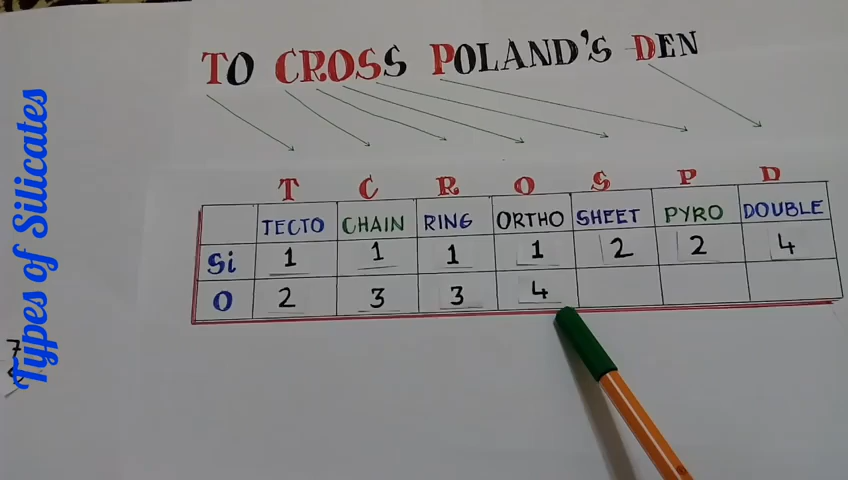 TO CROSS POLAND'S DEN
Types of Silicates
T C R O S P D
TECTO CHAIN RING ORTHO SHEET PYRO DOUBLE
Si 1 1 1 1 2 2 4
O 2 3 3 4
7